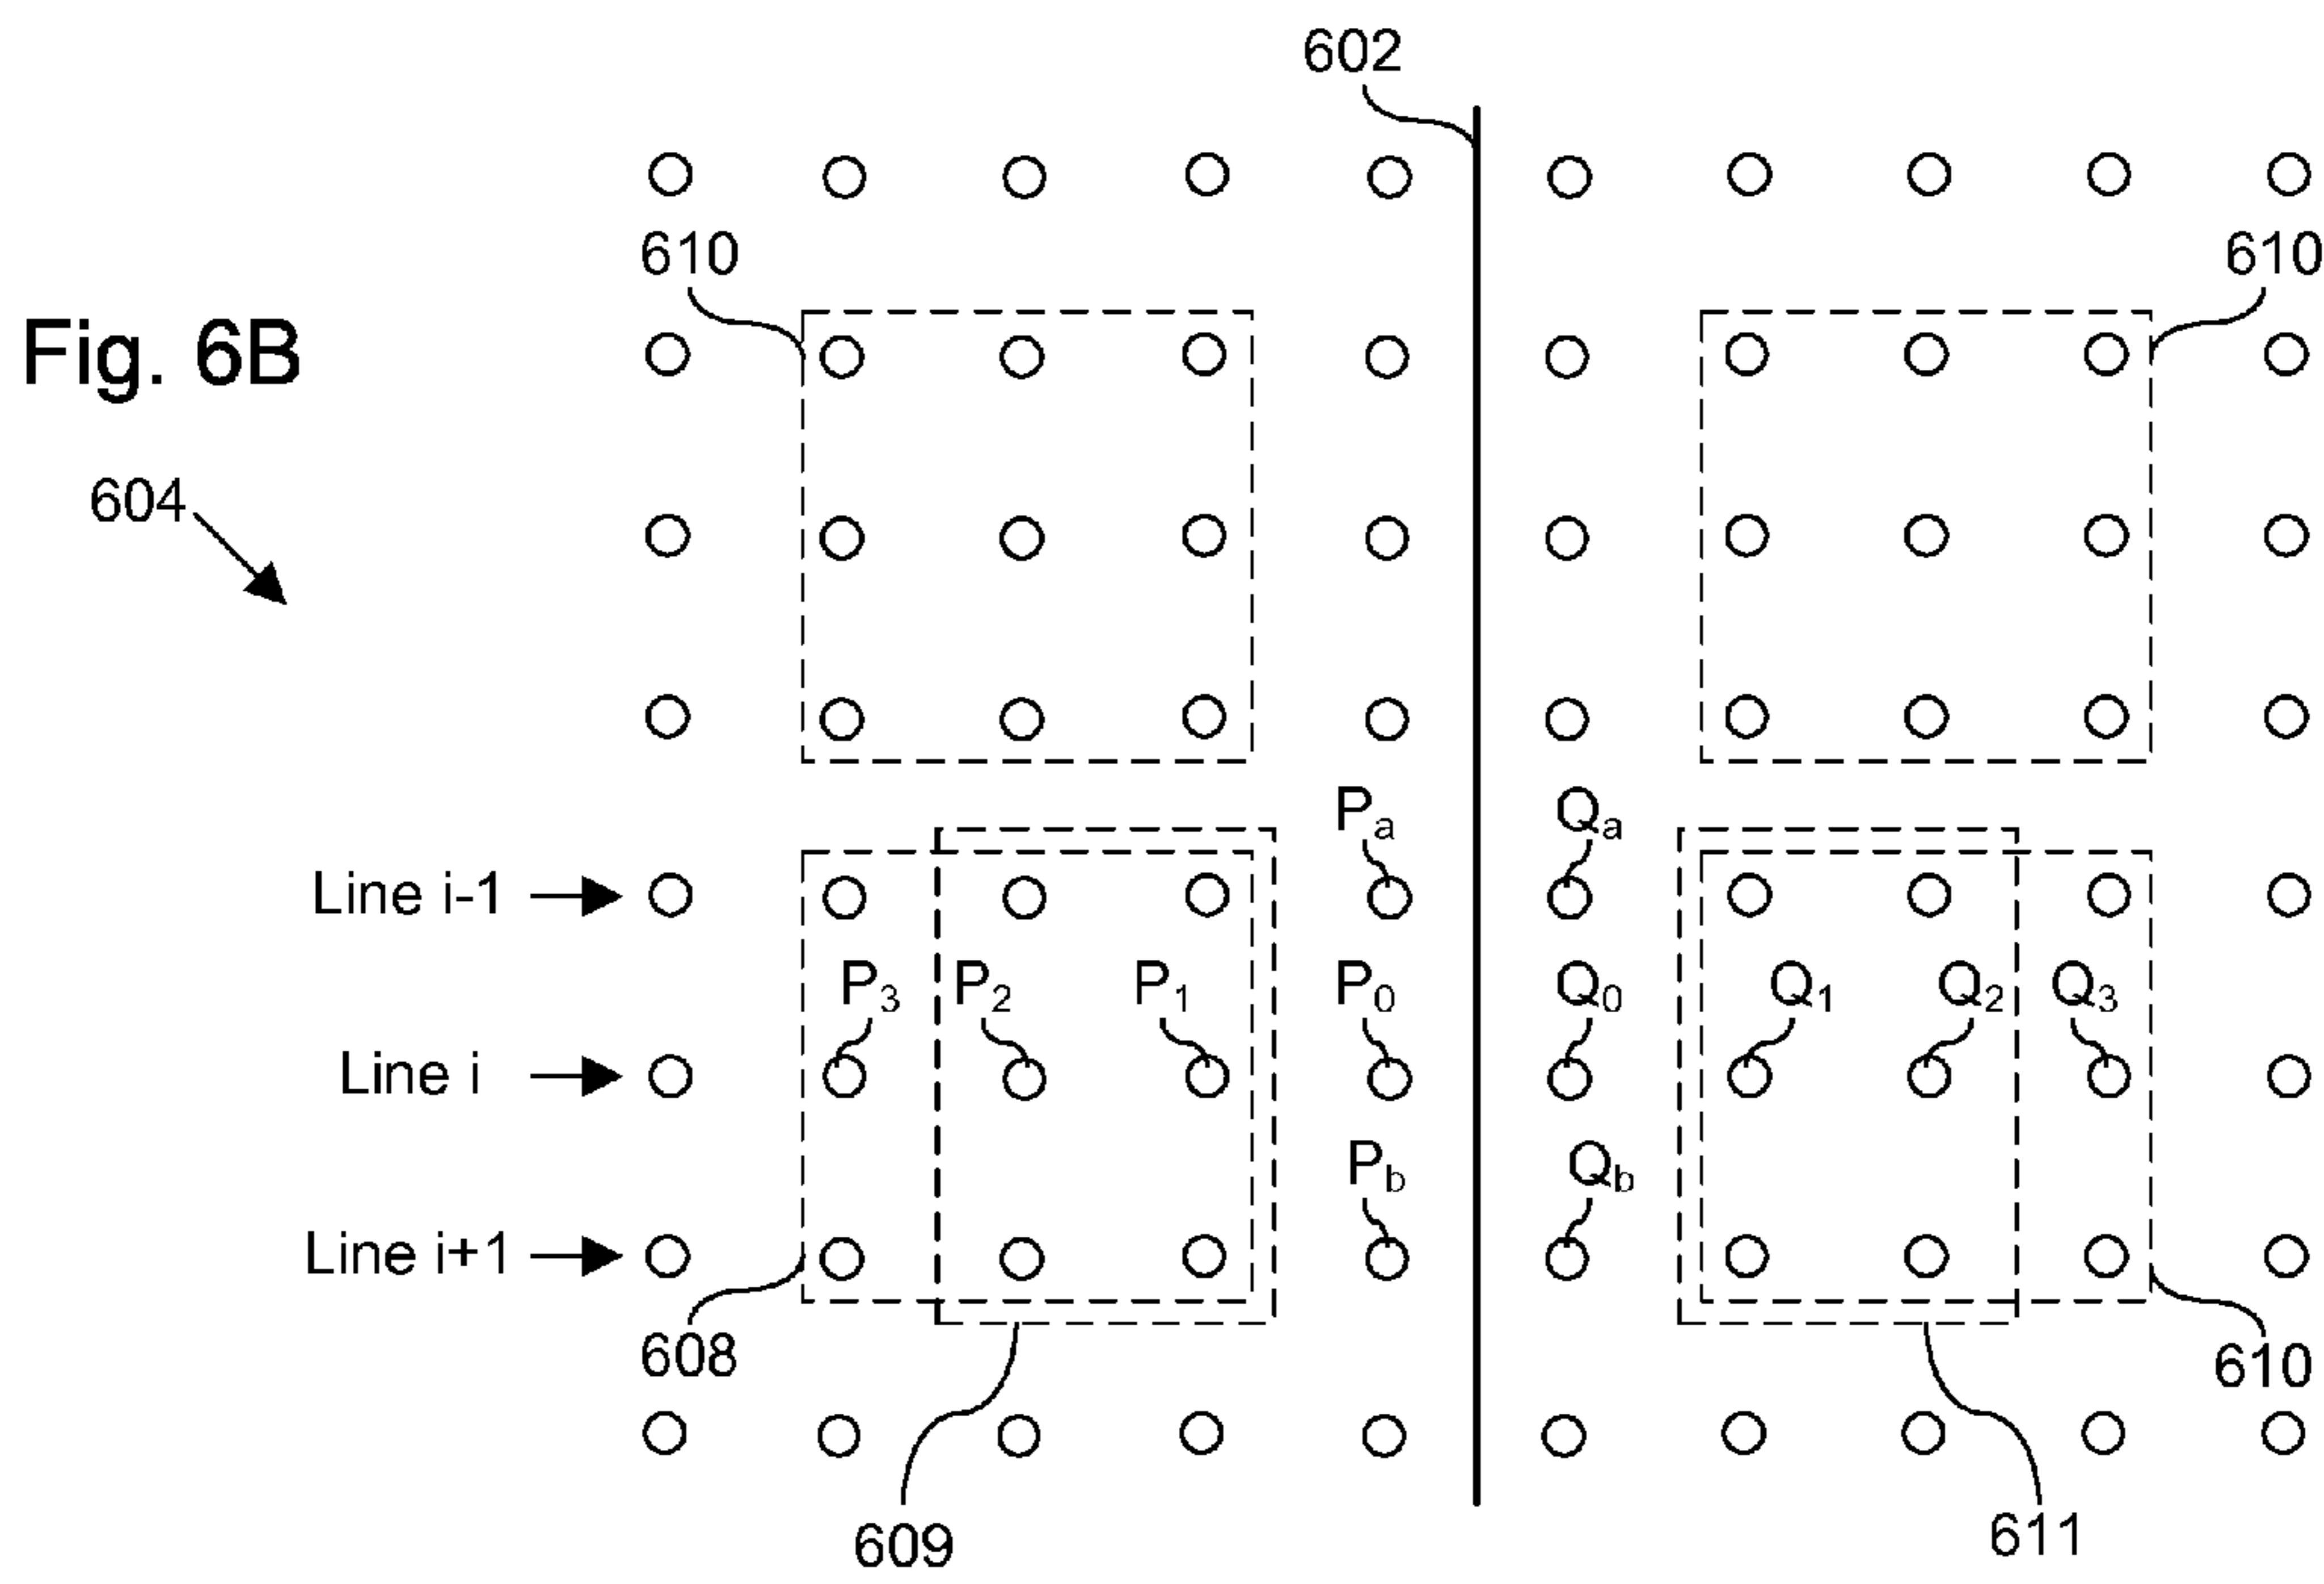 602
610 610
Fig. 6B
604
Pa Qa
Line i-1
P3 P2 P1 P0 Q0 Q1 Q2 Q3
Line i
Pb Qb
Line i+1
608 610
609 611